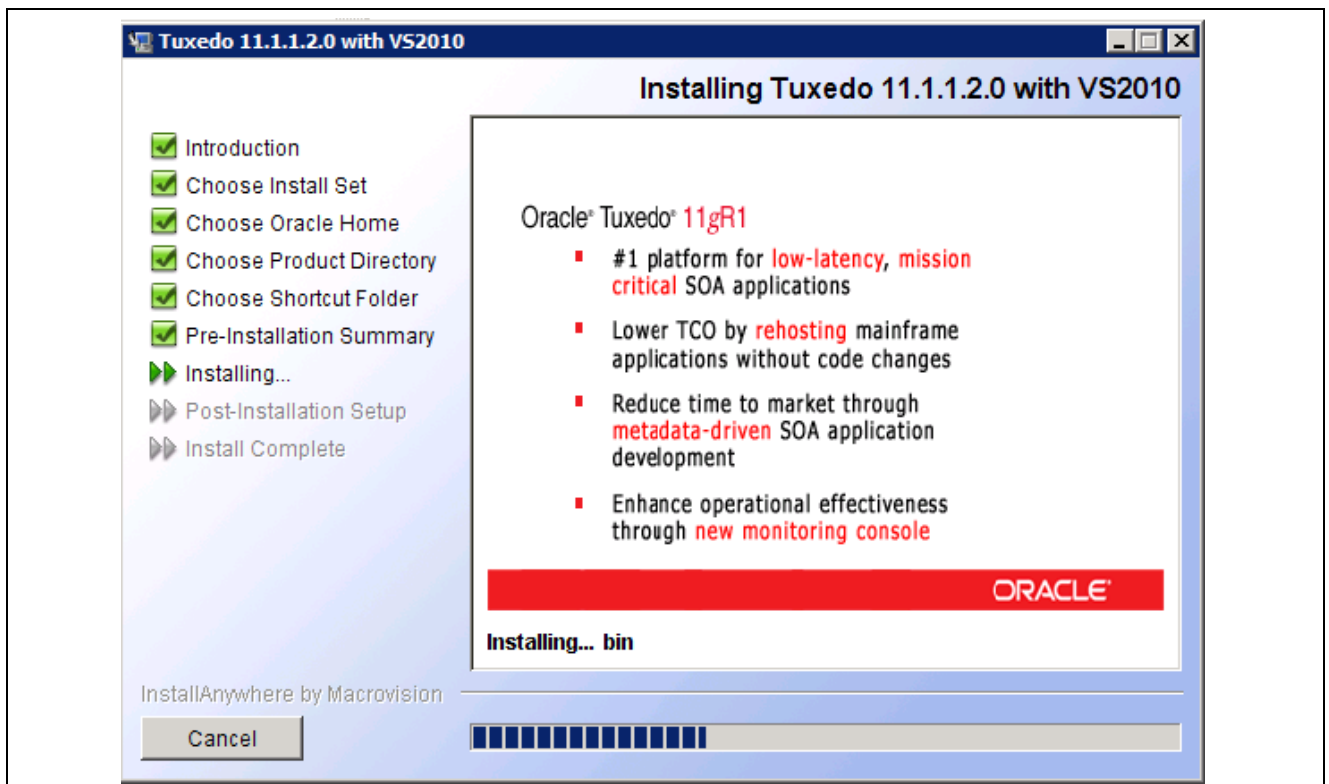 Tuxedo 11.1.1.2.0 with VS2010
Installing Tuxedo 11.1.1.2.0 with VS2010
Introduction
Choose Install Set
Choose Oracle Home
Choose Product Directory
Choose Shortcut Folder
Pre-Installation Summary
Installing...
Post-Installation Setup
Install Complete
Oracle® Tuxedo® 11gR1
#1 platform for low-latency, mission
critical SOA applications
Lower TCO by rehosting mainframe
applications without code changes
Reduce time to market through
metadata-driven SOA application
development
Enhance operational effectiveness
through new monitoring console
ORACLE®
Installing... bin
InstallAnywhere by Macrovision
Cancel